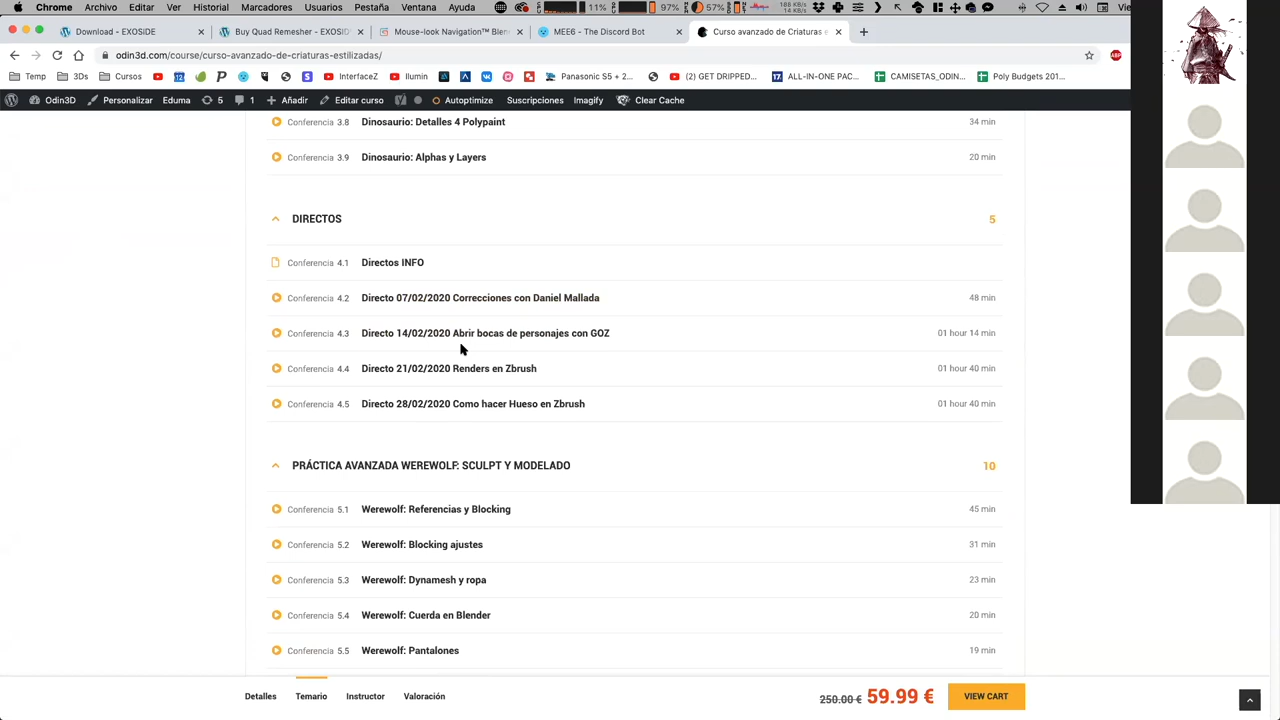 Chrome Archivo Editar Ver Historial Marcadores Usuarios Pestaña Ventana Ayuda 11% 97% 57% 188 KB/s 14 KB/s Vie
Download - EXOSIDE Buy Quad Remesher - EXOSID Mouse-look Navigation™ Blen MEE6 - The Discord Bot Curso avanzado de Criaturas
odin3d.com/course/curso-avanzado-de-criaturas-estilizadas/ ABP
Temp 3Ds Cursos InterfaceZ Ilumin Panasonic S5 + 2... (2) GET DRIPPED... ALL-IN-ONE PAC... CAMISETAS_ODIN... Poly Budgets 201...
Odin3D Personalizar Eduma 5 1 Añadir Editar curso Autoptimize Suscripciones Imagify Clear Cache
Conferencia 3.8 Dinosaurio: Detalles 4 Polypaint 34 min
Conferencia 3.9 Dinosaurio: Alphas y Layers 20 min
DIRECTOS 5
Conferencia 4.1 Directos INFO
Conferencia 4.2 Directo 07/02/2020 Correcciones con Daniel Mallada 48 min
Conferencia 4.3 Directo 14/02/2020 Abrir bocas de personajes con GOZ 01 hour 14 min
Conferencia 4.4 Directo 21/02/2020 Renders en Zbrush 01 hour 40 min
Conferencia 4.5 Directo 28/02/2020 Como hacer Hueso en Zbrush 01 hour 40 min
PRÁCTICA AVANZADA WEREWOLF: SCULPT Y MODELADO 10
Conferencia 5.1 Werewolf: Referencias y Blocking 45 min
Conferencia 5.2 Werewolf: Blocking ajustes 31 min
Conferencia 5.3 Werewolf: Dynamesh y ropa 23 min
Conferencia 5.4 Werewolf: Cuerda en Blender 20 min
Conferencia 5.5 Werewolf: Pantalones 19 min
Detalles Temario Instructor Valoración 250.00 € 59.99 € VIEW CART